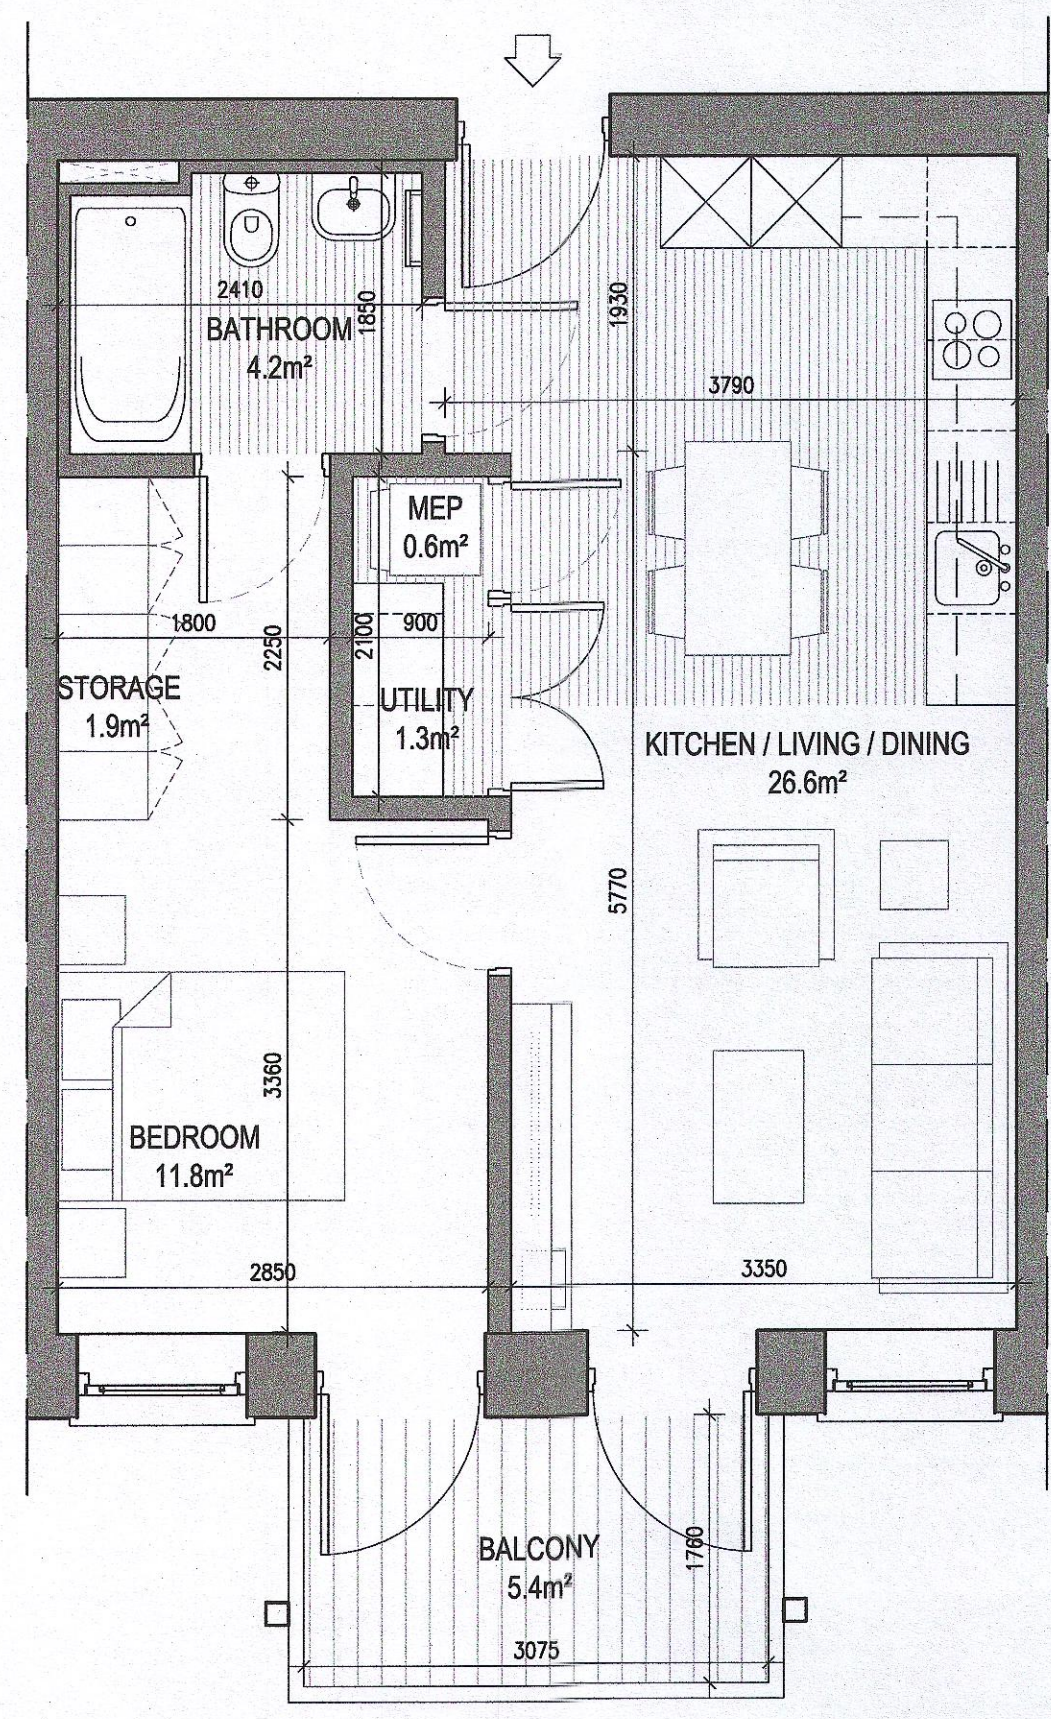 2410
BATHROOM
4.2m²
1850
1930
3790
MEP
0.6m²
1800
2250
2100
900
STORAGE
1.9m²
UTILITY
1.3m²
KITCHEN / LIVING / DINING
26.6m²
5770
3360
BEDROOM
11.8m²
2850
3350
BALCONY
5.4m²
1760
3075